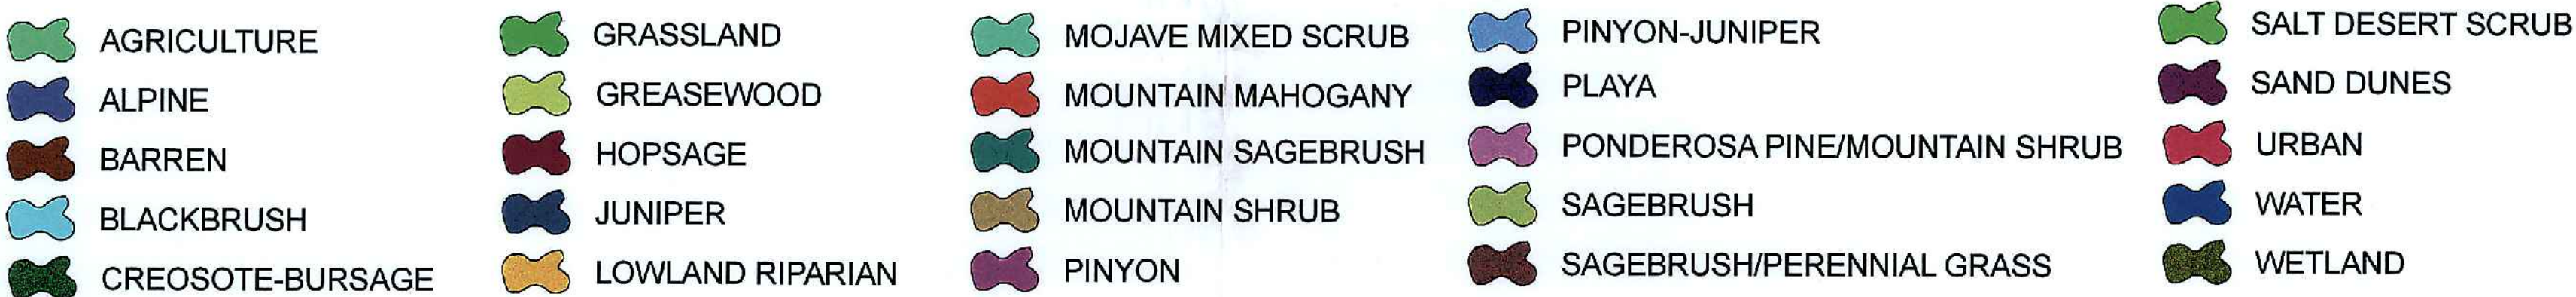 AGRICULTURE
ALPINE
BARREN
BLACKBRUSH
CREOSOTE-BURSAGE
GRASSLAND
GREASEWOOD
HOPSAGE
JUNIPER
LOWLAND RIPARIAN
MOJAVE MIXED SCRUB
MOUNTAIN MAHOGANY
MOUNTAIN SAGEBRUSH
MOUNTAIN SHRUB
PINYON
PINYON-JUNIPER
PLAYA
PONDEROSA PINE/MOUNTAIN SHRUB
SAGEBRUSH
SAGEBRUSH/PERENNIAL GRASS
SALT DESERT SCRUB
SAND DUNES
URBAN
WATER
WETLAND